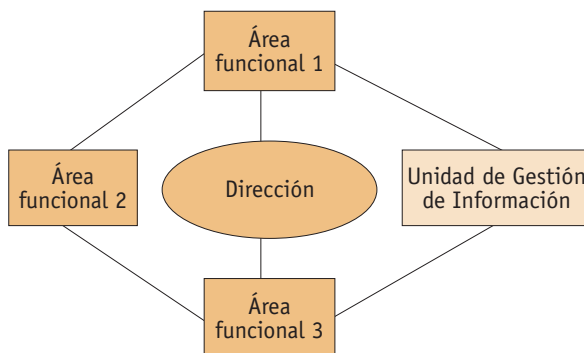 Área
funcional 1
Área
funcional 2
Dirección
Unidad de Gestión
de Información
Área
funcional 3